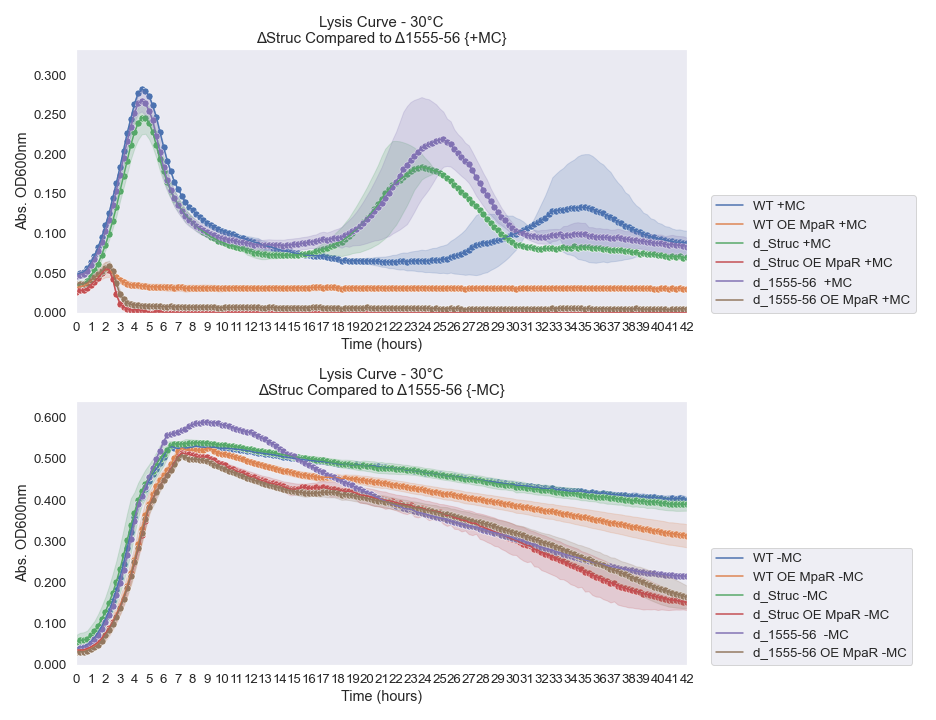 Lysis Curve - 30°C
ΔStruc Compared to Δ1555-56 {+MC}
Abs. OD600nm
0.300
0.250
0.200
0.150
0.100
0.050
0.000
0 1 2 3 4 5 6 7 8 9 10 11 12 13 14 15 16 17 18 19 20 21 22 23 24 25 26 27 28 29 30 31 32 33 34 35 36 37 38 39 40 41 42
Time (hours)
WT +MC
WT OE MpaR +MC
d_Struc +MC
d_Struc OE MpaR +MC
d_1555-56  +MC
d_1555-56 OE MpaR +MC
Lysis Curve - 30°C
ΔStruc Compared to Δ1555-56 {-MC}
Abs. OD600nm
0.600
0.500
0.400
0.300
0.200
0.100
0.000
0 1 2 3 4 5 6 7 8 9 10 11 12 13 14 15 16 17 18 19 20 21 22 23 24 25 26 27 28 29 30 31 32 33 34 35 36 37 38 39 40 41 42
Time (hours)
WT -MC
WT OE MpaR -MC
d_Struc -MC
d_Struc OE MpaR -MC
d_1555-56  -MC
d_1555-56 OE MpaR -MC